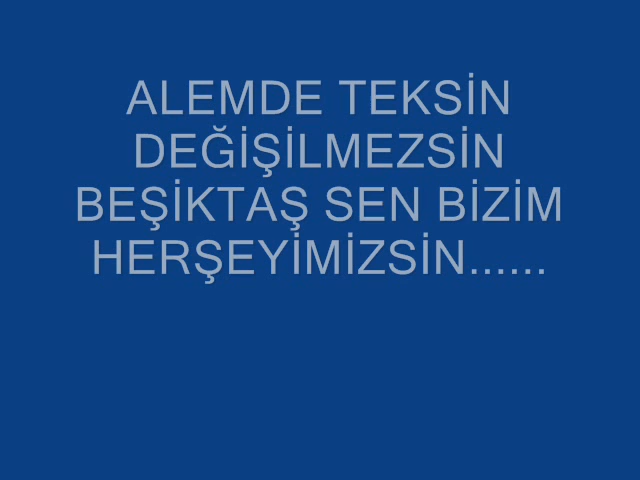 ALEMDE TEKSİN
DEĞİŞİLMEZSİN
BEŞİKTAŞ SEN BİZİM
HERŞEYİMİZSİN......